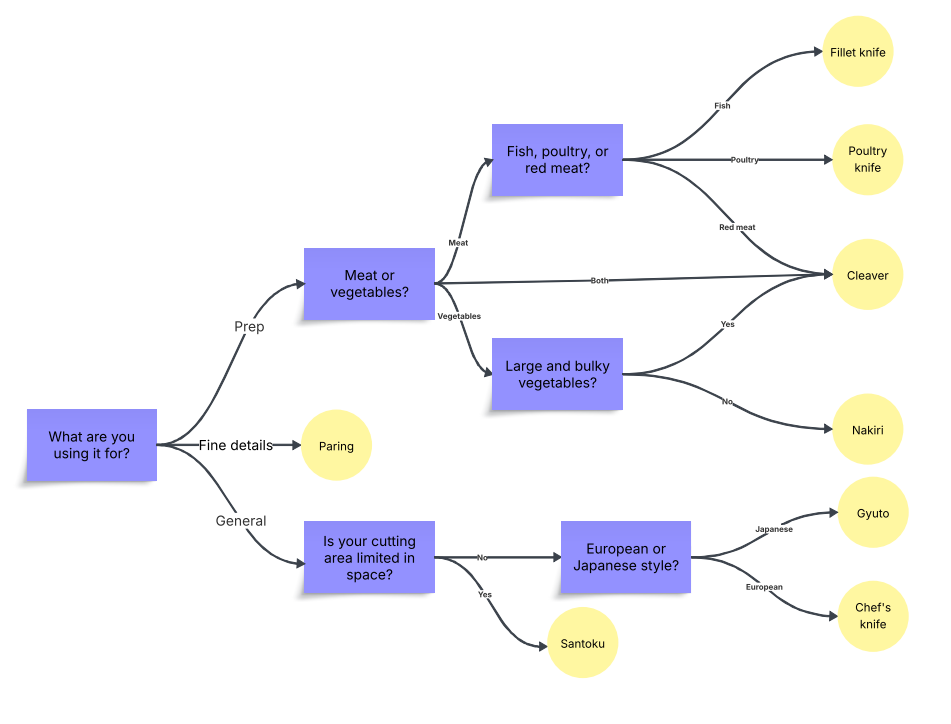 Fillet knife
Fish
Fish, poultry, or
red meat?
Poultry
Poultry
knife
Red meat
Meat
Meat or
vegetables?
Both
Cleaver
Vegetables
Yes
Prep
Large and bulky
vegetables?
No
Nakiri
What are you
using it for?
Fine details
Paring
General
Is your cutting
area limited in
space?
No
European or
Japanese style?
Japanese
Gyuto
European
Chef's
knife
Yes
Santoku